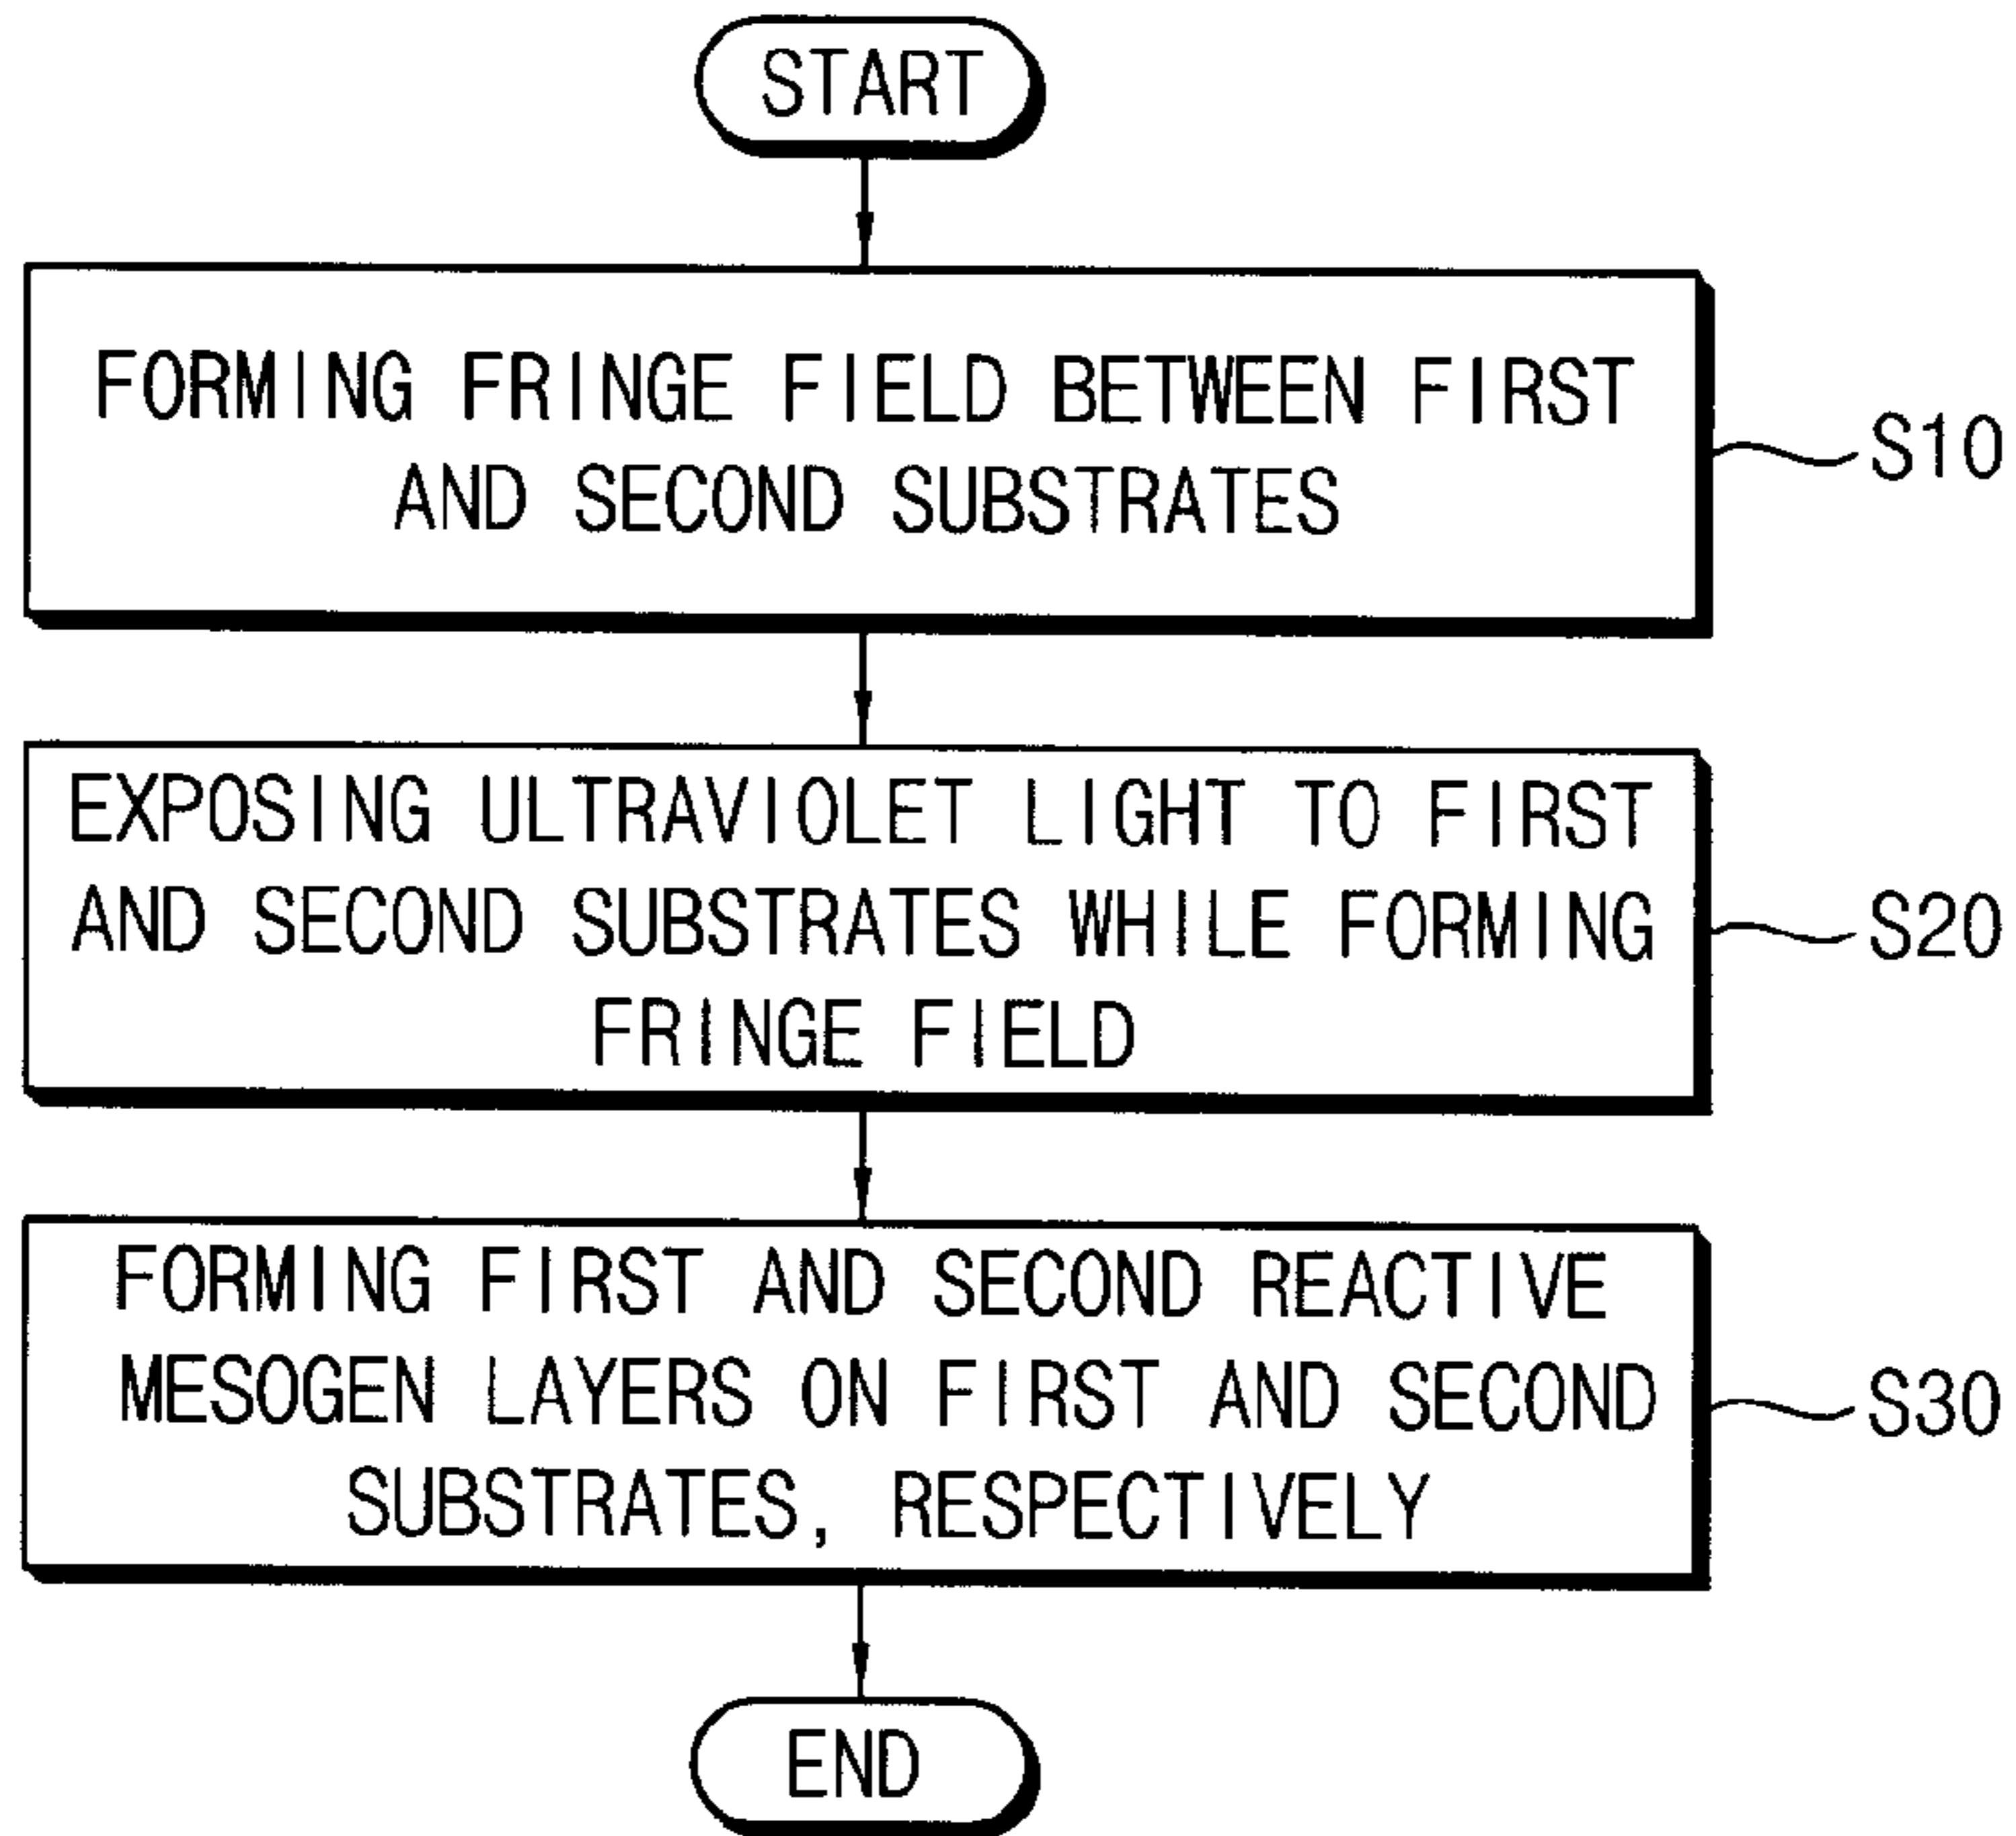 START
FORMING FRINGE FIELD BETWEEN FIRST
AND SECOND SUBSTRATES
S10
EXPOSING ULTRAVIOLET LIGHT TO FIRST
AND SECOND SUBSTRATES WHILE FORMING
FRINGE FIELD
S20
FORMING FIRST AND SECOND REACTIVE
MESOGEN LAYERS ON FIRST AND SECOND
SUBSTRATES, RESPECTIVELY
S30
END